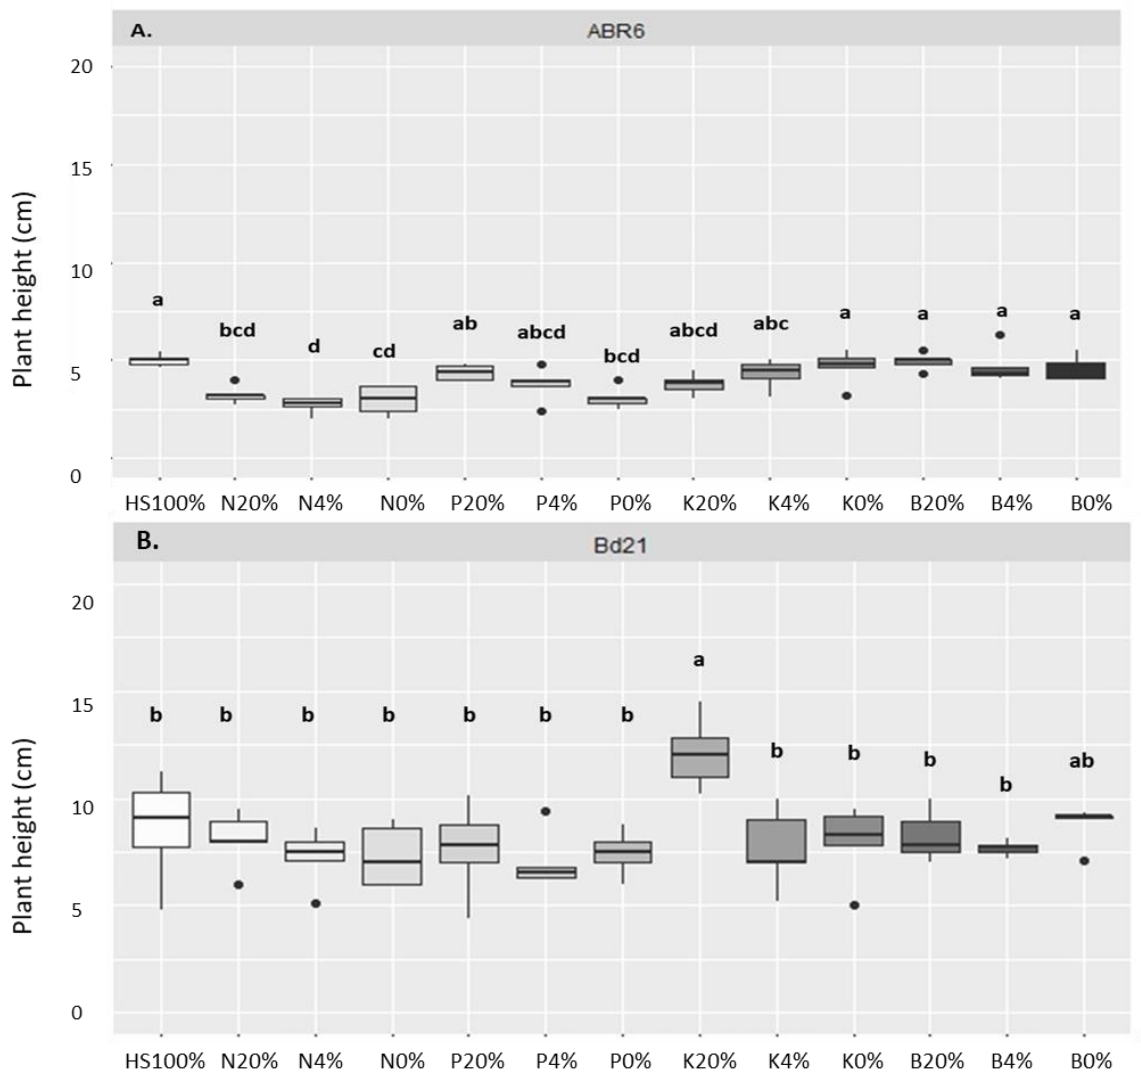 A.
ABR6
Plant height (cm)
20
15
10
5
0
a
bcd
d
cd
ab
abcd
bcd
abcd
abc
a
a
a
a
HS100% N20% N4% N0% P20% P4% P0% K20% K4% K0% B20% B4% B0%
B.
Bd21
Plant height (cm)
20
15
10
5
0
b
b
b
b
b
b
b
a
b
b
b
b
ab
HS100% N20% N4% N0% P20% P4% P0% K20% K4% K0% B20% B4% B0%